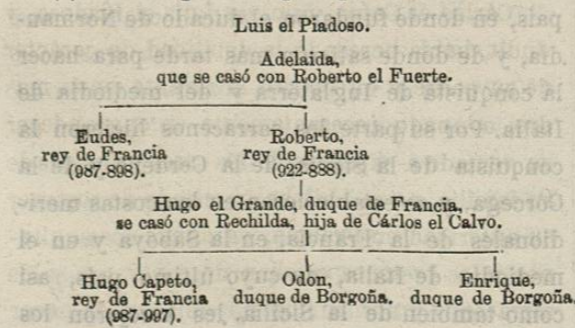 Luis el Piadoso.
Adelaida,
que se casó con Roberto el Fuerte.
Eudes,
rey de Francia
(987-898).
Roberto,
rey de Francia
(922-888).
Hugo el Grande, duque de Francia,
se casó con Rechilda, hija de Cárlos el Calvo.
Hugo Capeto,
rey de Francia
(987-997).
Odon,
duque de Borgoña.
Enrique,
duque de Borgoña.